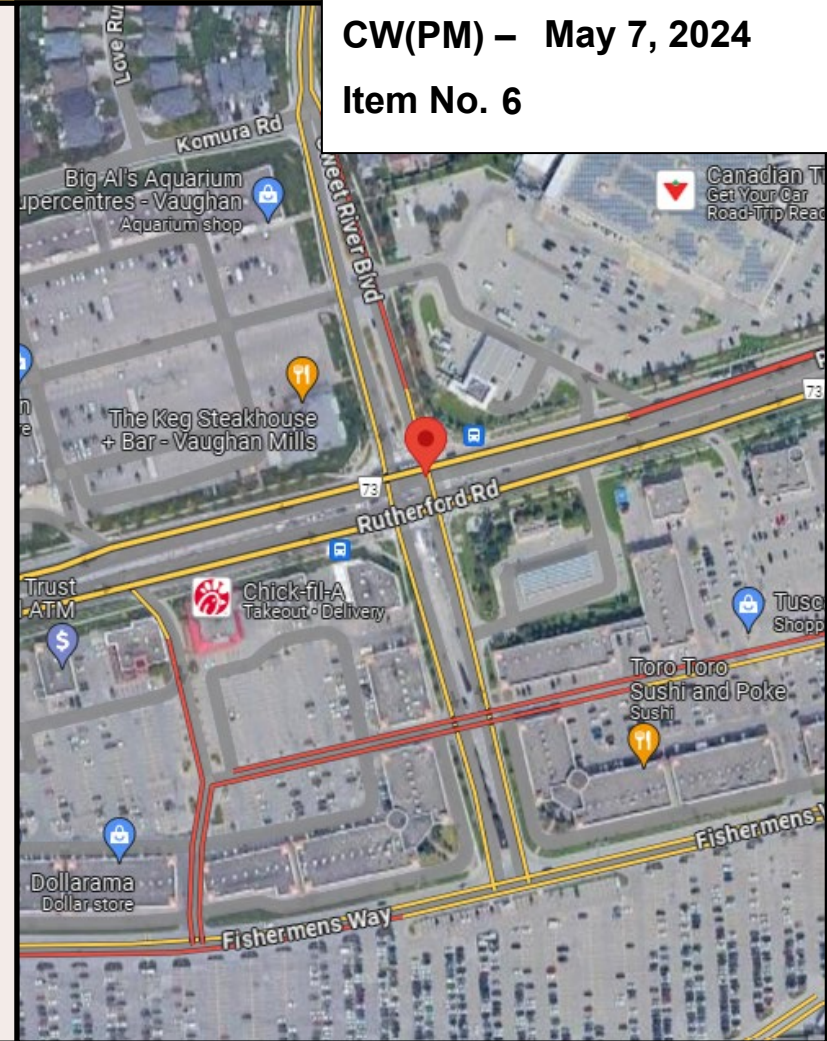 CW(PM) – May 7, 2024
Item No. 6
Komura Rd
Big Al's Aquarium
upercentres - Vaughan
Aquarium shop
weet River Blvd
Canadian Ti
Get Your Car
Road-Trip Read
The Keg Steakhouse
+ Bar - Vaughan Mills
73
73
Rutherford Rd
Trust
ATM
$
Chick-fil-A
Takeout • Delivery
Tusc
Shopp
Toro Toro
Sushi and Poke
Sushi
Dollarama
Dollar store
Fishermens Way
Fishermens W
Love Ru